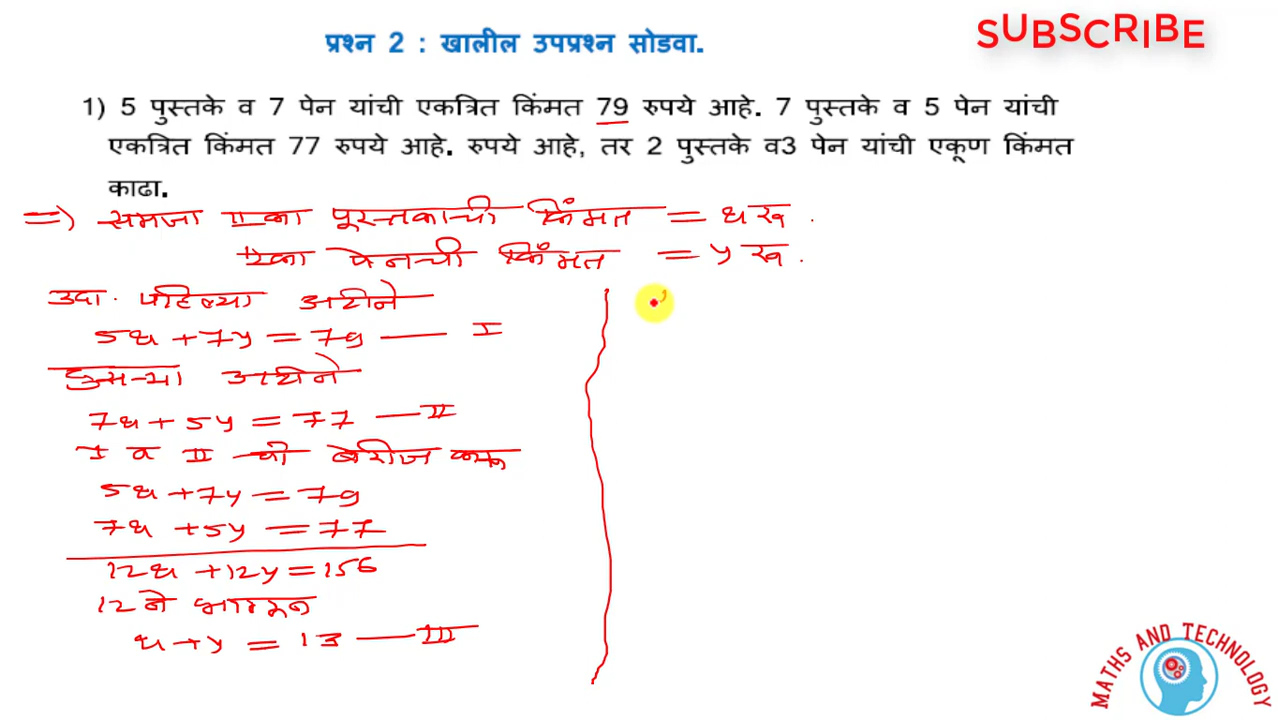 SUBSCRIBE
प्रश्न 2 : खालील उपप्रश्न सोडवा.
1) 5 पुस्तके व 7 पेन यांची एकत्रित किंमत 79 रुपये आहे. 7 पुस्तके व 5 पेन यांची
एकत्रित किंमत 77 रुपये आहे. रुपये आहे, तर 2 पुस्तके व3 पेन यांची एकूण किंमत
काढा.
=> समजा एका पुस्तकाची किंमत = x रू .
एका पेनची किंमत = y रू .
उदा. पहिल्या अटीने
5x + 7y = 79 — I
दुसऱ्या अटीने
7x + 5y = 77 — II
I व II ची बेरीज करू
5x + 7y = 79
7x + 5y = 77
12x + 12y = 156
12 ने भागून
x + y = 13 — III
MATHS AND TECHNOLOGY